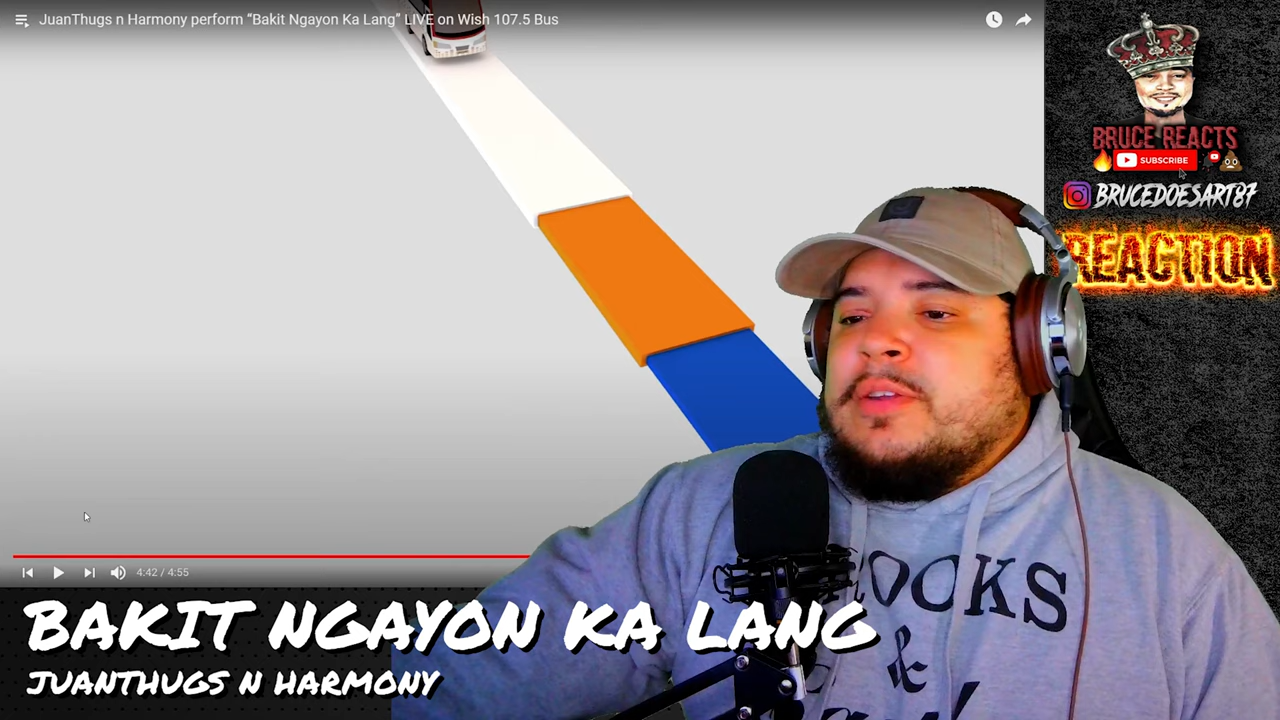 JuanThugs n Harmony perform “Bakit Ngayon Ka Lang” LIVE on Wish 107.5 Bus
BRUCE REACTS
SUBSCRIBE
BRUCEDOESART87
REACTION
4:42 / 4:55
OCKS
&
BAKIT NGAYON KA LANG
JUANTHUGS N HARMONY